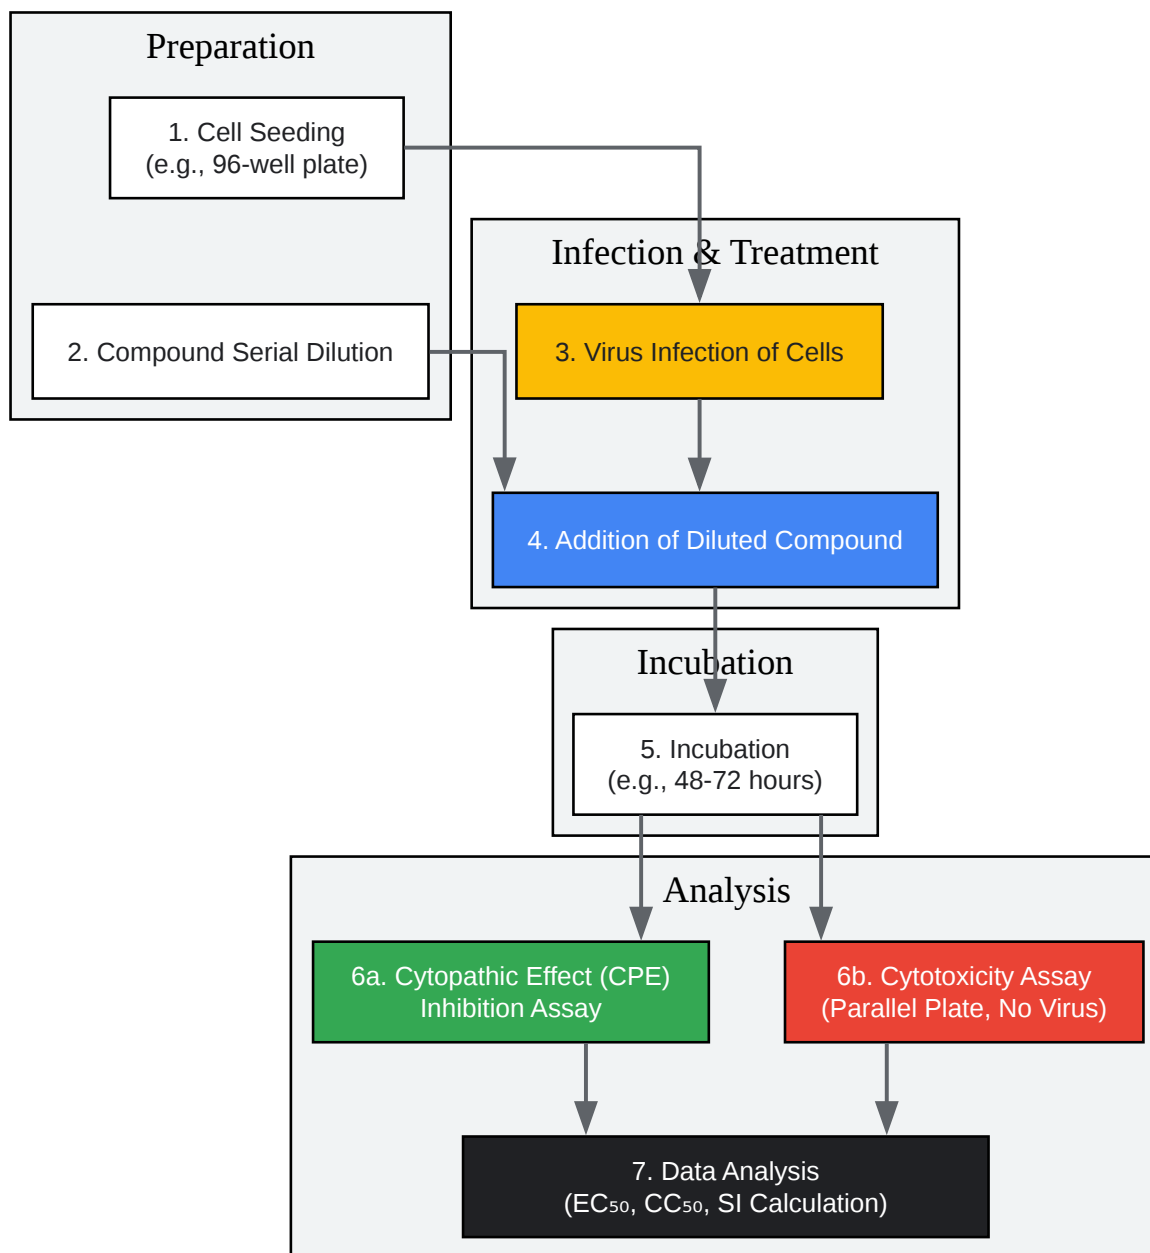 Preparation
1. Cell Seeding
(e.g., 96-well plate)
Infection & Treatment
2. Compound Serial Dilution
3. Virus Infection of Cells
4. Addition of Diluted Compound
Incubation
5. Incubation
(e.g., 48-72 hours)
Analysis
6a. Cytopathic Effect (CPE)
Inhibition Assay
6b. Cytotoxicity Assay
(Parallel Plate, No Virus)
7. Data Analysis
(EC₅₀, CC₅₀, SI Calculation)